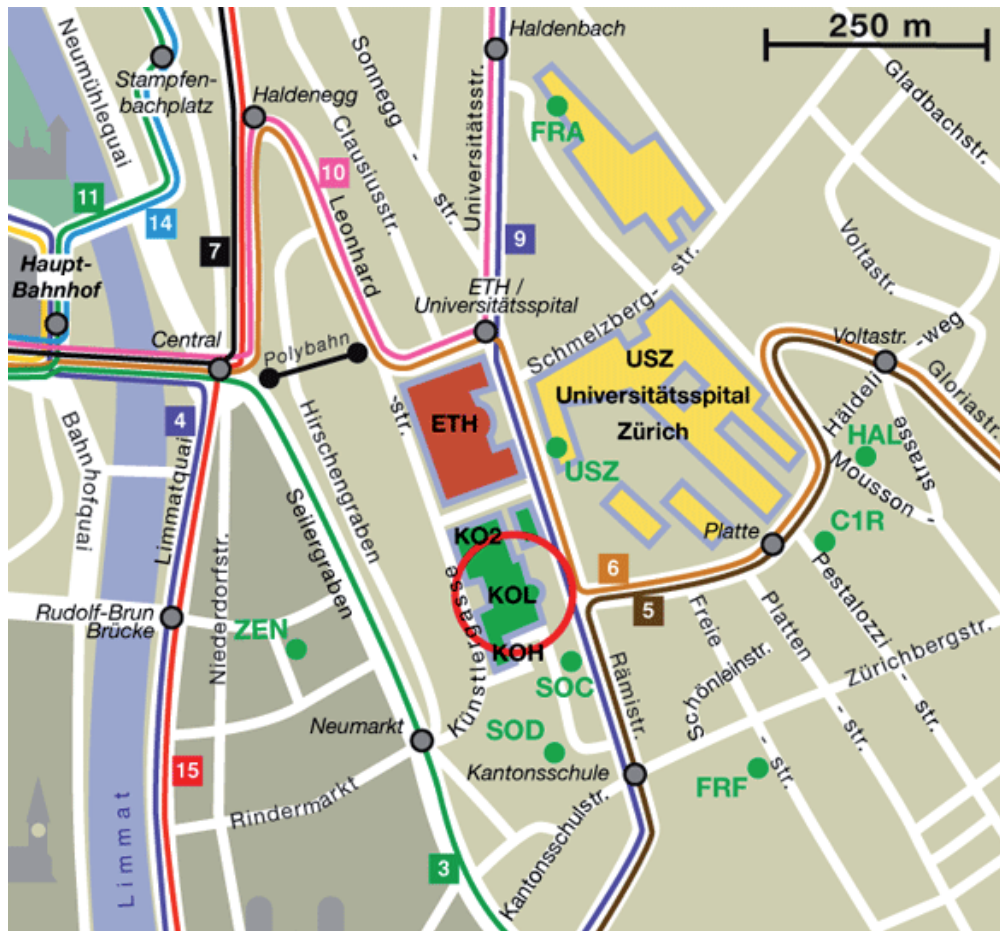 250 m
Haldenbach
Neumühlequai
Stampfen-
bachplatz
Sonnegg
-
str.
Gladbachstr.
Haldenegg
Clausiusstr.
Universitätsstr.
FRA
10
11
14
Leonhard
-str.
7
9
Voltastr.
Haupt-
Bahnhof
ETH /
Universitätsspital
Schmelzberg-
str.
Central
Polybahn
Voltastr.
Häldeli
-weg
Gloriastr.
USZ
Universitätsspital
Zürich
ETH
4
USZ
HAL
Mousson -
strasse
Bahnhofquai
Limmatquai
Hirschengraben
Seilergraben
Niederdorfstr.
KO2
KOL
KOH
Platte
C1R
6
5
Künstlergasse
Rudolf-Brun
Brücke
ZEN
Rämistr.
Freie
-
str.
Platten
-
str.
Pestalozzi
-
str.
Schönleinstr.
Zürichbergstr.
SOC
SOD
Neumarkt
Kantonsschule
FRF
15
Rindermarkt
Limmat
3
Kantonsschulstr.